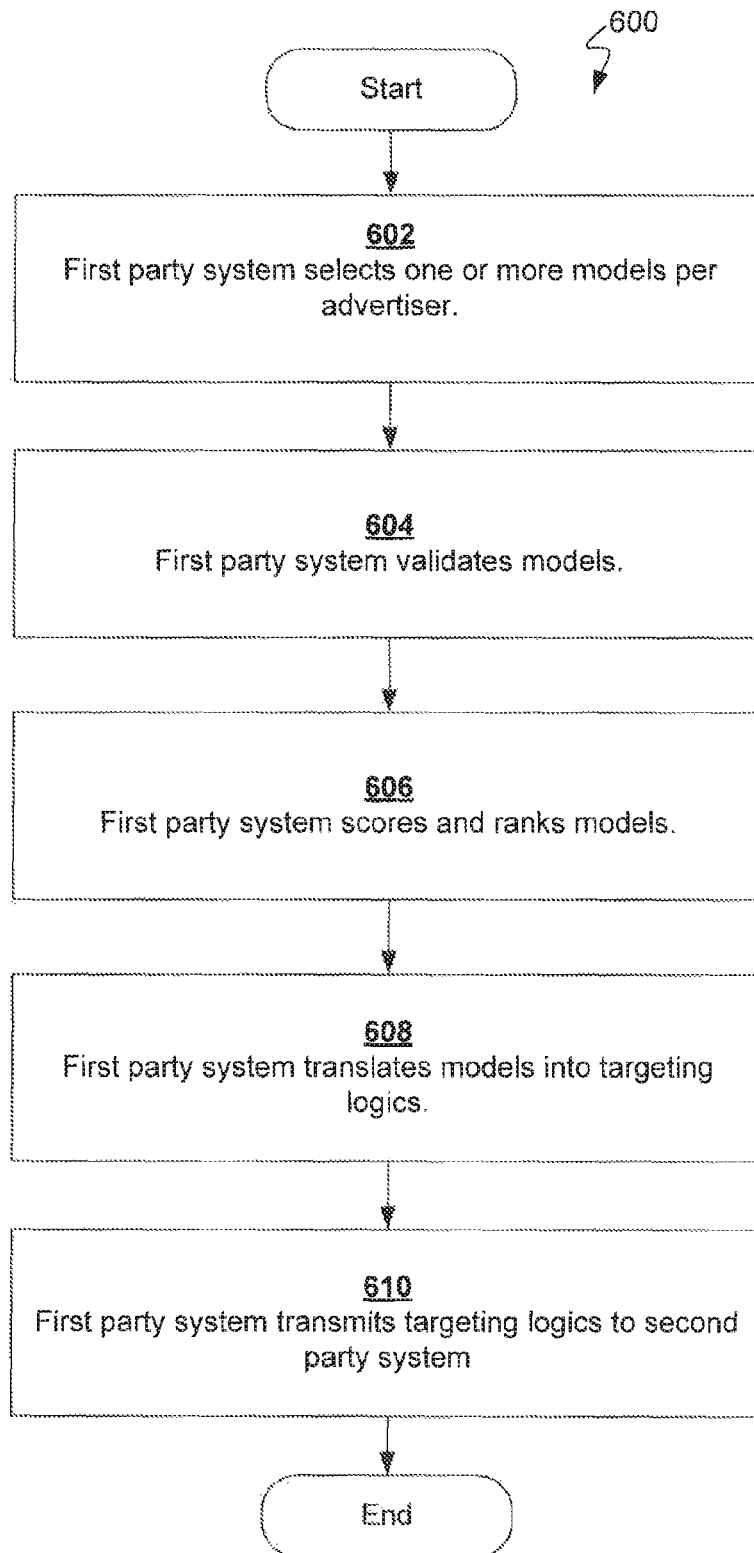 600
Start
602
First party system selects one or more models per
advertiser.
604
First party system validates models.
606
First party system scores and ranks models.
608
First party system translates models into targeting
logics.
610
First party system transmits targeting logics to second
party system
End